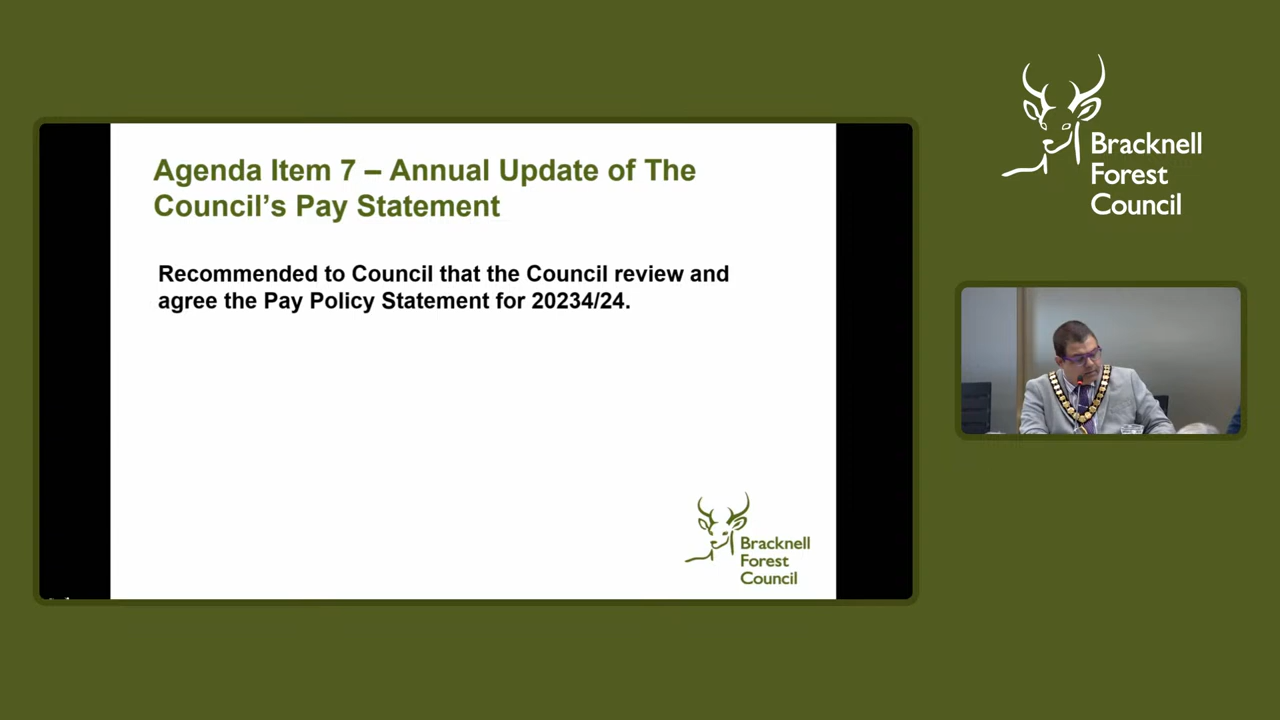 Agenda Item 7 – Annual Update of The
Council's Pay Statement
Recommended to Council that the Council review and
agree the Pay Policy Statement for 20234/24.
Bracknell
Forest
Council
Bracknell
Forest
Council